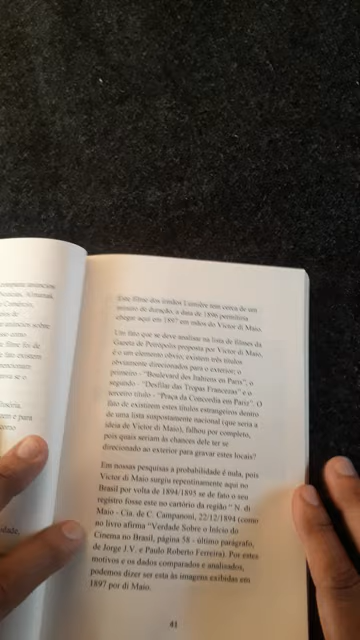 Este filme dos irmãos Lumière tem cerca de um
minuto de duração, a data de 1896 permitiria
chegar aqui em 1897 em mãos do Victor di Maio.
Um fato que se deve analisar na lista de filmes da
Gazeta de Petrópolis proposta por Victor di Maio,
é o um elemento obvio, existem três títulos
obviamente direcionados para o exterior; o
primeiro - "Boulevard des Italiens em Paris", o
segundo - "Desfilar das Tropas Francezas" e o
terceiro título - "Praça da Concordia em Paris". O
fato de existirem estes títulos estrangeiros dentro
de uma lista supostamente nacional (que seria a
ideia de Victor di Maio), falhou por completo,
pois quais seriam às chances dele ter se
direcionado ao exterior para gravar estes locais?
Em nossas pesquisas a probabilidade é nula, pois
Victor di Maio surgiu repentinamente aqui no
Brasil por volta de 1894/1895 se de fato o seu
registro fosse este no cartório da região " N. di
Maio - Cia. de C. Campanoni, 22/12/1894 (como
no livro afirma "Verdade Sobre o Início do
Cinema no Brasil, página 58 - último parágrafo,
de Jorge J.V. e Paulo Roberto Ferreira). Por estes
motivos e os dados comparados e analisados,
podemos dizer ser esta às imagens exibidas em
1897 por di Maio.
41